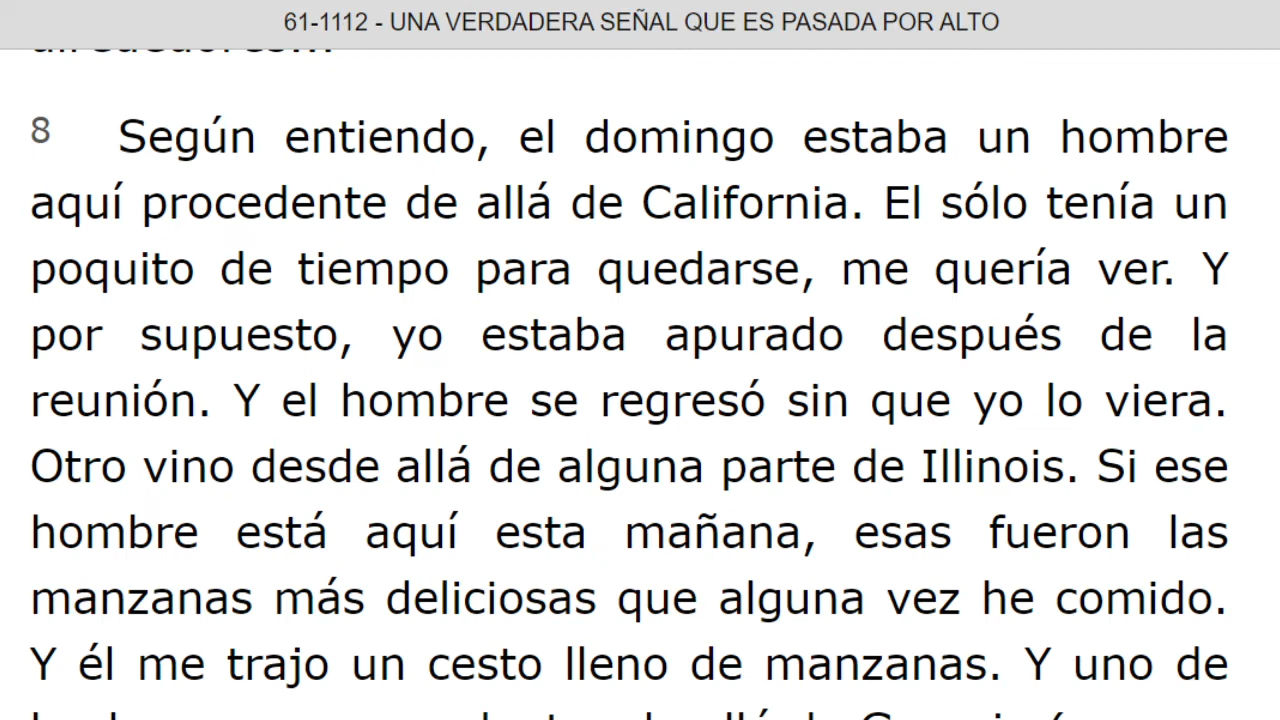 61-1112 - UNA VERDADERA SEÑAL QUE ES PASADA POR ALTO
8 Según entiendo, el domingo estaba un hombre
aquí procedente de allá de California. El sólo tenía un
poquito de tiempo para quedarse, me quería ver. Y
por supuesto, yo estaba apurado después de la
reunión. Y el hombre se regresó sin que yo lo viera.
Otro vino desde allá de alguna parte de Illinois. Si ese
hombre está aquí esta mañana, esas fueron las
manzanas más deliciosas que alguna vez he comido.
Y él me trajo un cesto lleno de manzanas. Y uno de